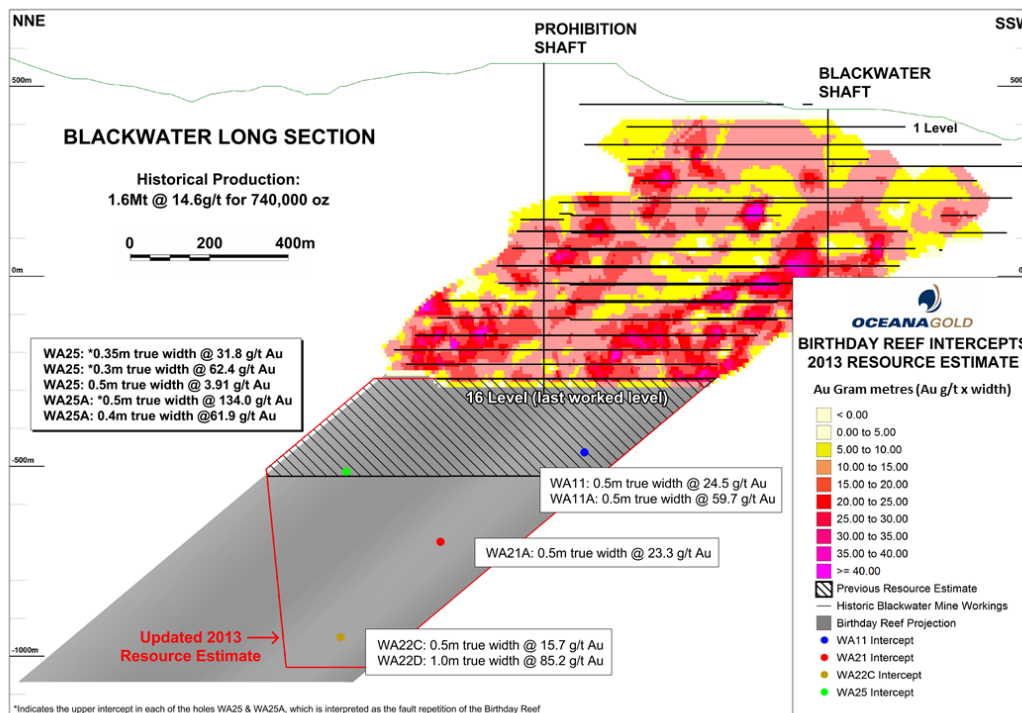 NNE
SSW
PROHIBITION
SHAFT
BLACKWATER
SHAFT
500m
500m
1 Level
BLACKWATER LONG SECTION
Historical Production:
1.6Mt @ 14.6g/t for 740,000 oz
0 200 400m
0m
0m
WA25: *0.35m true width @ 31.8 g/t Au
WA25: *0.3m true width @ 62.4 g/t Au
WA25: 0.5m true width @ 3.91 g/t Au
WA25A: *0.5m true width @ 134.0 g/t Au
WA25A: 0.4m true width @61.9 g/t Au
16 Level (last worked level)
-500m
WA11: 0.5m true width @ 24.5 g/t Au
WA11A: 0.5m true width @ 59.7 g/t Au
WA21A: 0.5m true width @ 23.3 g/t Au
Updated 2013
Resource Estimate
WA22C: 0.5m true width @ 15.7 g/t Au
WA22D: 1.0m true width @ 85.2 g/t Au
-1000m
OCEANAGOLD
BIRTHDAY REEF INTERCEPTS
2013 RESOURCE ESTIMATE
Au Gram metres (Au g/t x width)
< 0.00
0.00 to 5.00
5.00 to 10.00
10.00 to 15.00
15.00 to 20.00
20.00 to 25.00
25.00 to 30.00
30.00 to 35.00
35.00 to 40.00
>= 40.00
Previous Resource Estimate
Historic Blackwater Mine Workings
Birthday Reef Projection
WA11 Intercept
WA21 Intercept
WA22C Intercept
WA25 Intercept
*Indicates the upper intercept in each of the holes WA25 & WA25A, which is interpreted as the fault repetition of the Birthday Reef